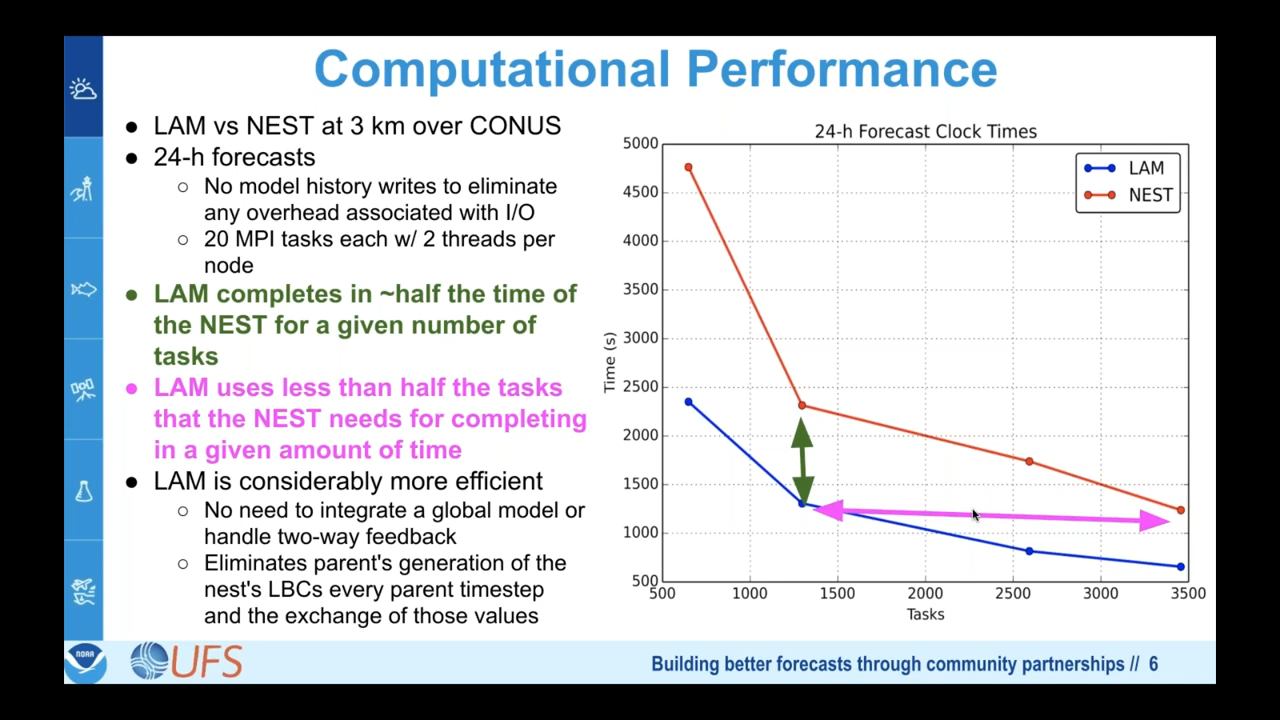 Computational Performance
● LAM vs NEST at 3 km over CONUS
● 24-h forecasts
○ No model history writes to eliminate
any overhead associated with I/O
○ 20 MPI tasks each w/ 2 threads per
node
● LAM completes in ~half the time of
the NEST for a given number of
tasks
● LAM uses less than half the tasks
that the NEST needs for completing
in a given amount of time
● LAM is considerably more efficient
○ No need to integrate a global model or
handle two-way feedback
○ Eliminates parent's generation of the
nest's LBCs every parent timestep
and the exchange of those values
24-h Forecast Clock Times
LAM
NEST
5000
4500
4000
3500
3000
2500
2000
1500
1000
500
Time (s)
500 1000 1500 2000 2500 3000 3500
Tasks
NOAA
UFS
Building better forecasts through community partnerships // 6